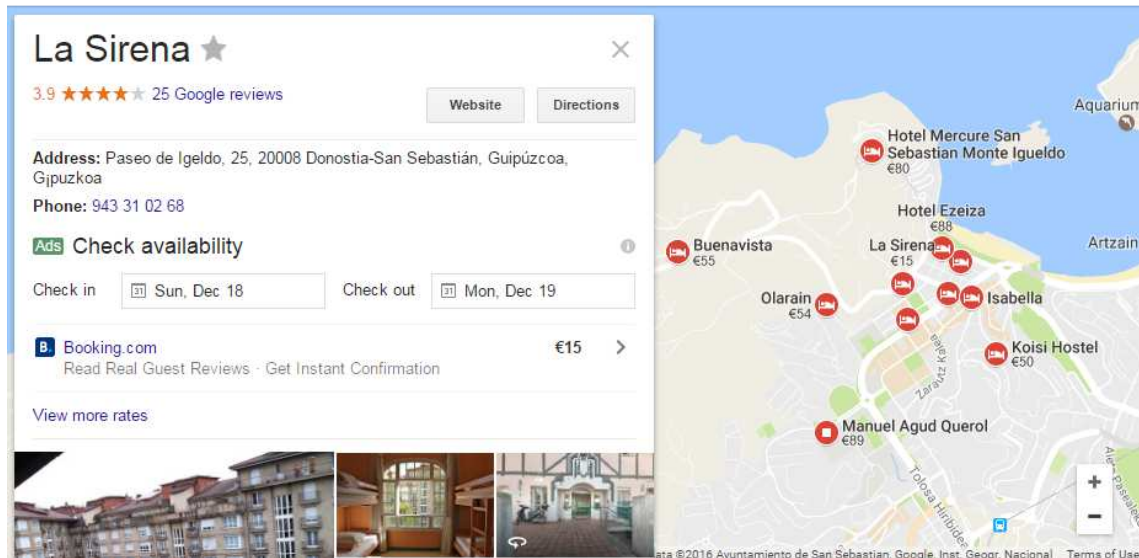 La Sirena
3.9 25 Google reviews
Website
Directions
Address: Paseo de Igeldo, 25, 20008 Donostia-San Sebastián, Guipúzcoa,
G¡puzkoa
Phone: 943 31 02 68
Ads Check availability
Check in
31 Sun, Dec 18
Check out
31 Mon, Dec 19
B. Booking.com
€15
Read Real Guest Reviews · Get Instant Confirmation
View more rates
Aquarium
Hotel Mercure San
Sebastian Monte Igueldo
€80
Hotel Ezeiza
€88
La Sirena
€15
Artzain
Buenavista
€55
Olarain
€54
Isabella
Zarautz Kalea
Koisi Hostel
€50
Manuel Agud Querol
€89
Tolosa Hiribidea
+
−
ata ©2016 Ayuntamiento de San Sebastian, Google, Inst. Geogr. Nacional
Terms of Use